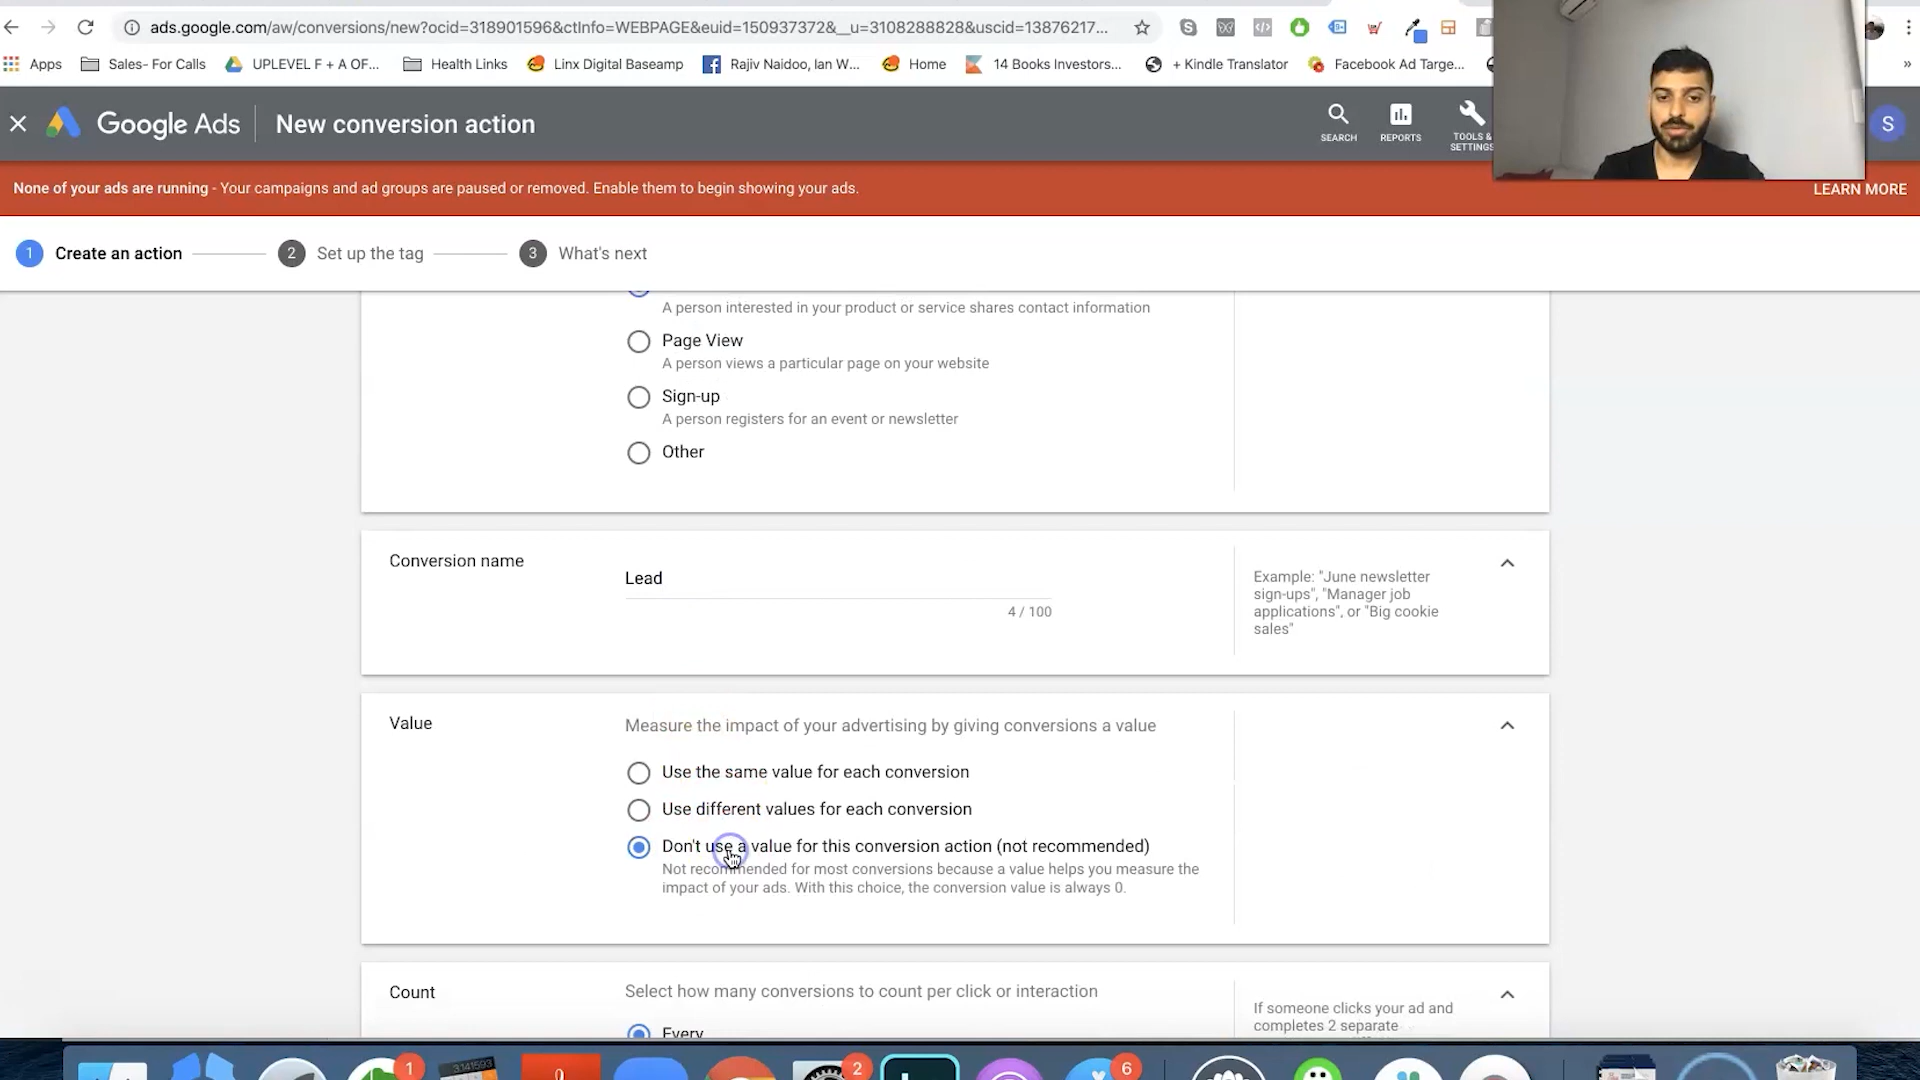 ads.google.com/aw/conversions/new?ocid=318901596&ctInfo=WEBPAGE&euid=150937372&__u=3108288828&uscid=13876217...
Apps
Sales- For Calls
UPLEVEL F + A OF...
Health Links
Linx Digital Baseamp
Rajiv Naidoo, Ian W...
Home
14 Books Investors...
+ Kindle Translator
Facebook Ad Targe...
»
Google Ads
New conversion action
SEARCH
REPORTS
TOOLS &
SETTINGS
S
None of your ads are running - Your campaigns and ad groups are paused or removed. Enable them to begin showing your ads.
LEARN MORE
1 Create an action
2 Set up the tag
3 What's next
A person interested in your product or service shares contact information
Page View
A person views a particular page on your website
Sign-up
A person registers for an event or newsletter
Other
Conversion name
Lead
4 / 100
Example: "June newsletter
sign-ups", "Manager job
applications", or "Big cookie
sales"
Value
Measure the impact of your advertising by giving conversions a value
Use the same value for each conversion
Use different values for each conversion
Don't use a value for this conversion action (not recommended)
Not recommended for most conversions because a value helps you measure the
impact of your ads. With this choice, the conversion value is always 0.
Count
Select how many conversions to count per click or interaction
Every
If someone clicks your ad and
completes 2 separate
1
3.141593
2
6